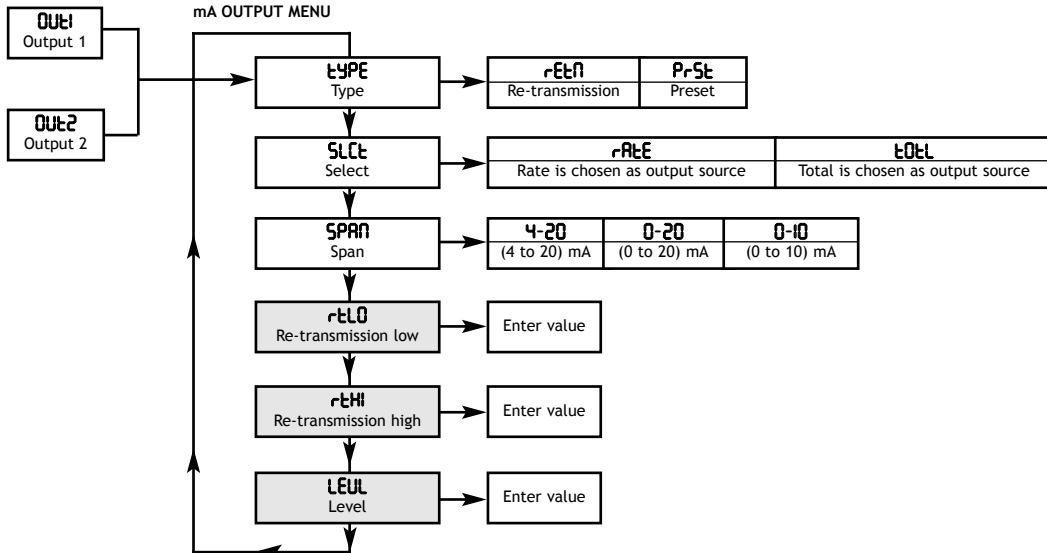 mA OUTPUT MENU
OUt1
Output 1
OUt2
Output 2
tYPE
Type
rEtN
Re-transmission
PrSt
Preset
SLCt
Select
rAtE
Rate is chosen as output source
tOtL
Total is chosen as output source
SPAN
Span
4-20
(4 to 20) mA
0-20
(0 to 20) mA
0-10
(0 to 10) mA
rtLO
Re-transmission low
Enter value
rtHI
Re-transmission high
Enter value
LEVL
Level
Enter value